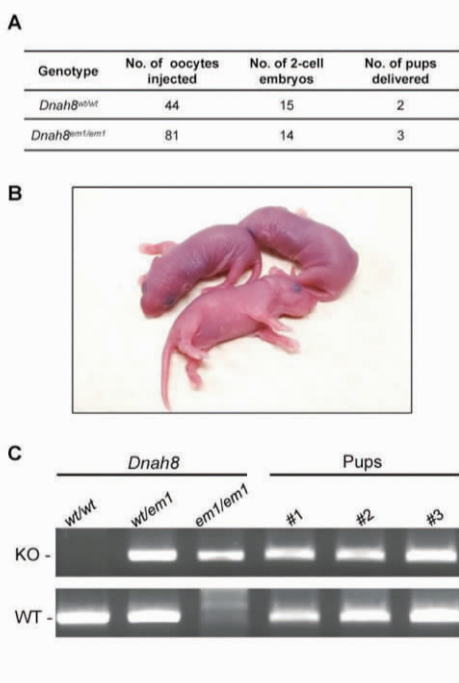 A
Genotype No. of oocytes injected No. of 2-cell embryos No. of pups delivered
Dnah8wt/wt 44 15 2
Dnah8em1/em1 81 14 3
B
C
Dnah8 Pups
wt/wt wt/em1 em1/em1 #1 #2 #3
KO -
WT -